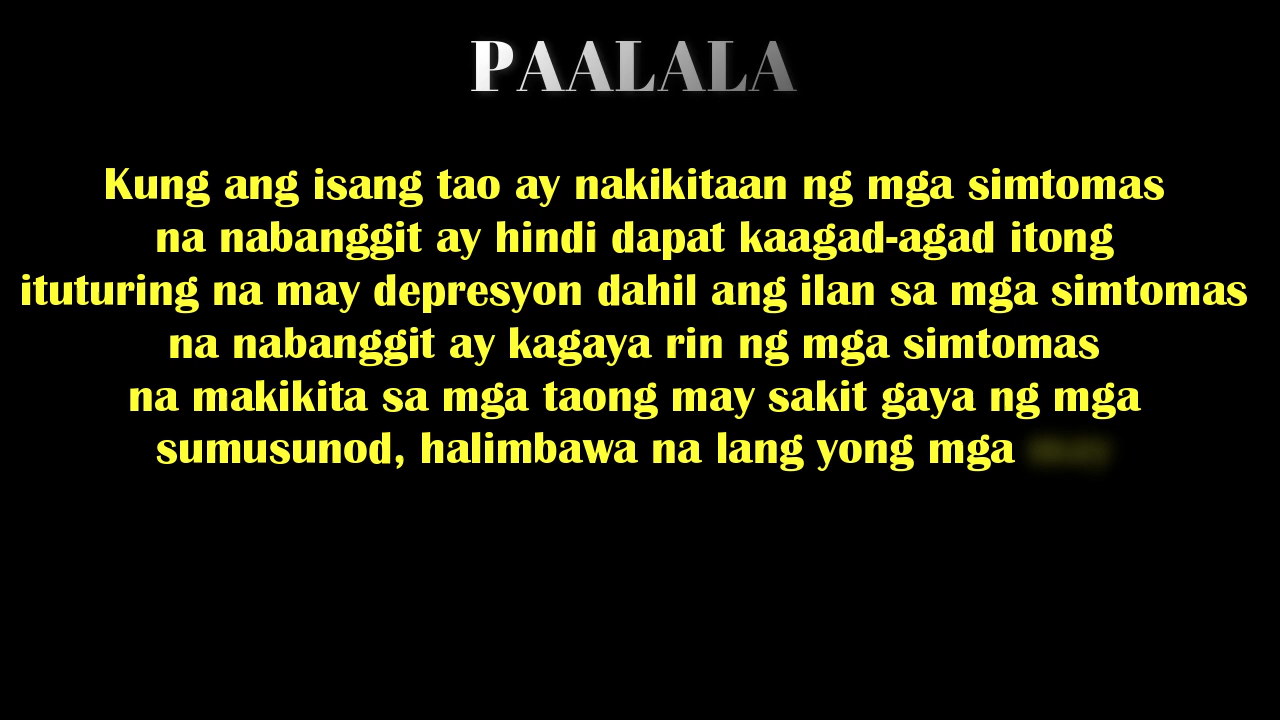 PAALALA
Kung ang isang tao ay nakikitaan ng mga simtomas
na nabanggit ay hindi dapat kaagad-agad itong
ituturing na may depresyon dahil ang ilan sa mga simtomas
na nabanggit ay kagaya rin ng mga simtomas
na makikita sa mga taong may sakit gaya ng mga
sumusunod, halimbawa na lang yong mga